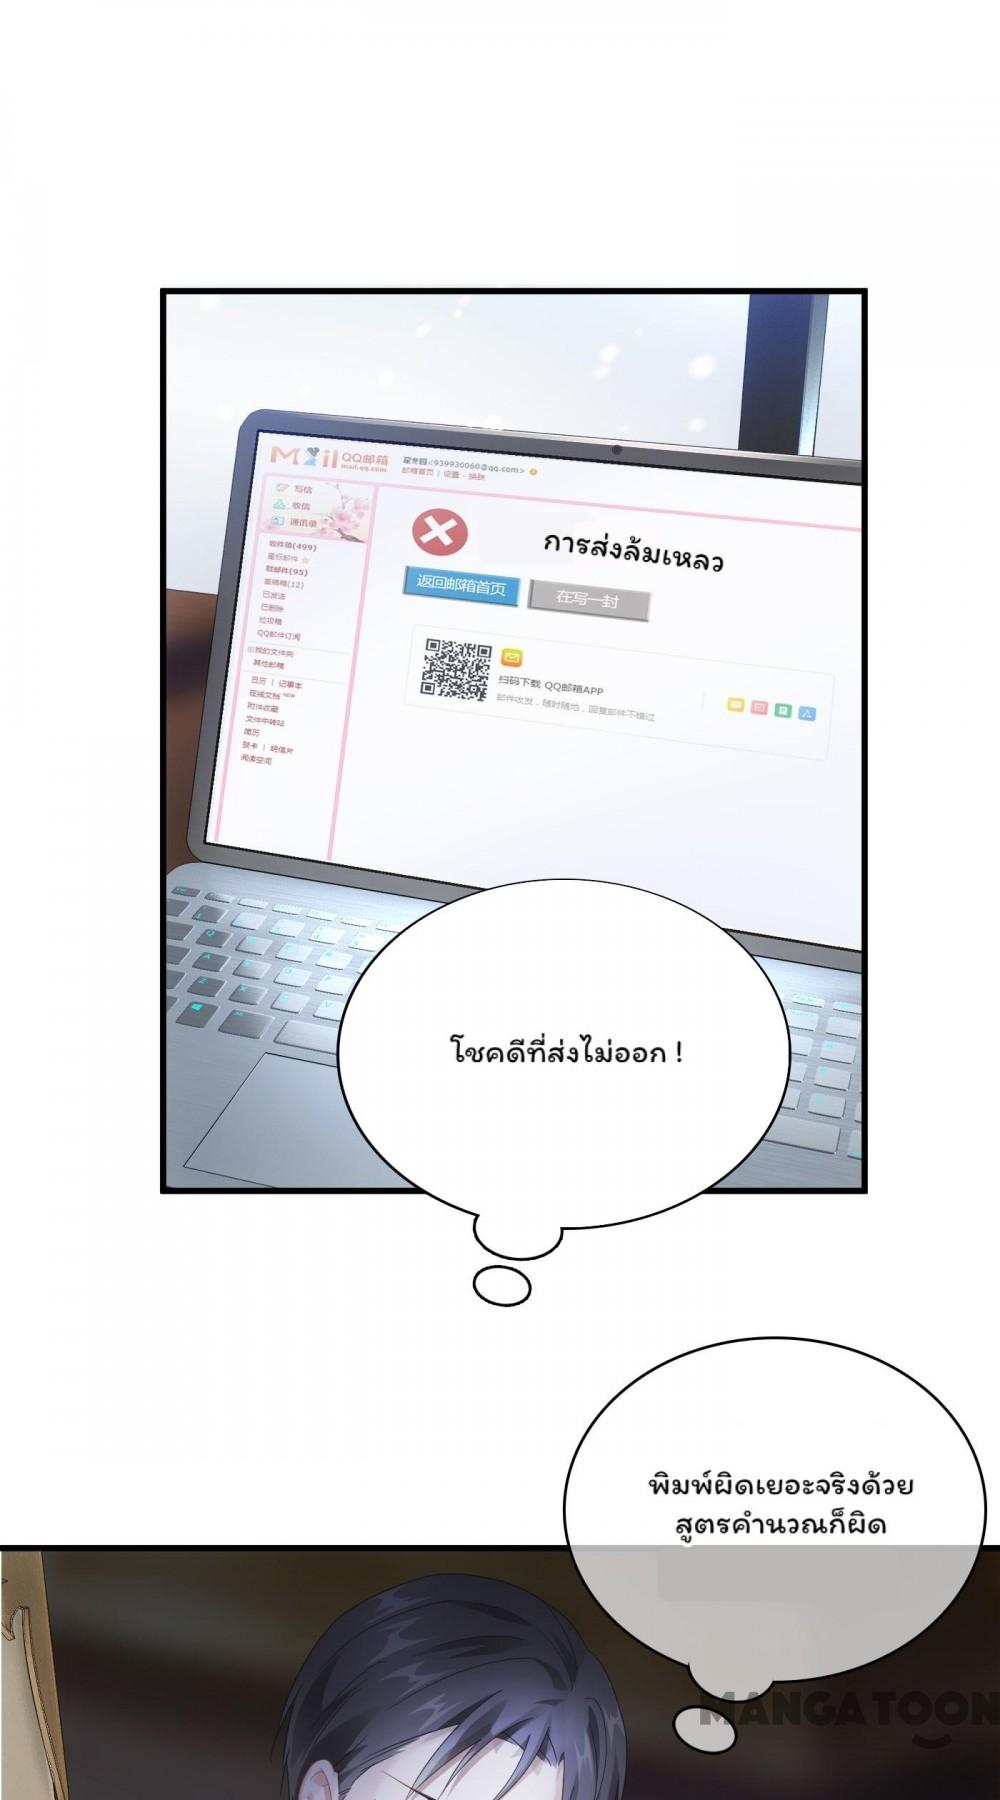 Mail QQ邮箱
mail.qq.com
<939930060@qq.com>
邮箱首页 | 设置 - 换肤
写信
收信
通讯录
收件箱(499)
星标邮件
群邮件(95)
草稿箱(12)
已发送
已删除
垃圾箱
QQ邮件订阅
我的文件夹
其他邮箱
日历 | 记事本
在线文档 NEW
附件收藏
文件中转站
简历
贺卡 | 明信片
阅读空间
การส่งล้มเหลว
返回邮箱首页
在写一封
扫码下载 QQ邮箱APP
邮件收发，随时随地，回复邮件不错过
โชคดีที่ส่งไม่ออก !
พิมพ์ผิดเยอะจริงด้วย
สูตรคำนวณก็ผิด
MANGATOON